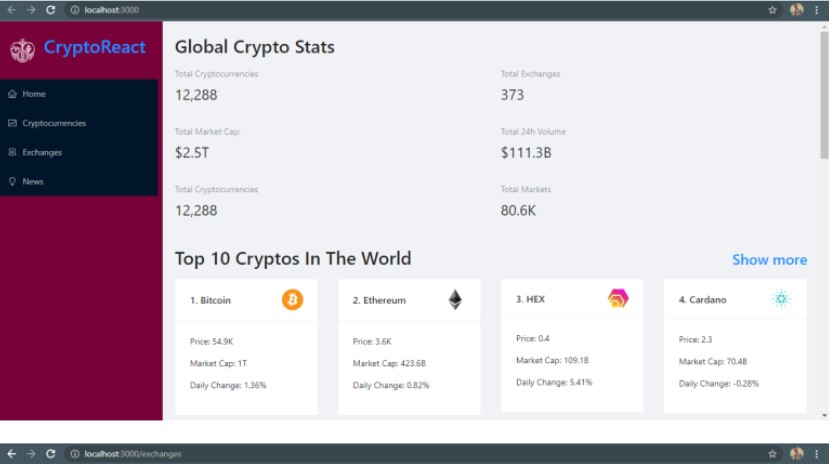 localhost:3000
CryptoReact
Home
Cryptocurrencies
Exchanges
News
Global Crypto Stats
Total Cryptocurrencies
12,288
Total Exchanges
373
Total Market Cap:
$2.5T
Total 24h Volume
$111.3B
Total Cryptocurrencies
12,288
Total Markets
80.6K
Top 10 Cryptos In The World
Show more
1. Bitcoin
Price: 54.9K
Market Cap: 1T
Daily Change: 1.36%
2. Ethereum
Price: 3.6K
Market Cap: 423.6B
Daily Change: 0.82%
3. HEX
Price: 0.4
Market Cap: 109.1B
Daily Change: 5.41%
4. Cardano
Price: 2.3
Market Cap: 70.4B
Daily Change: -0.28%
localhost:3000/exchanges